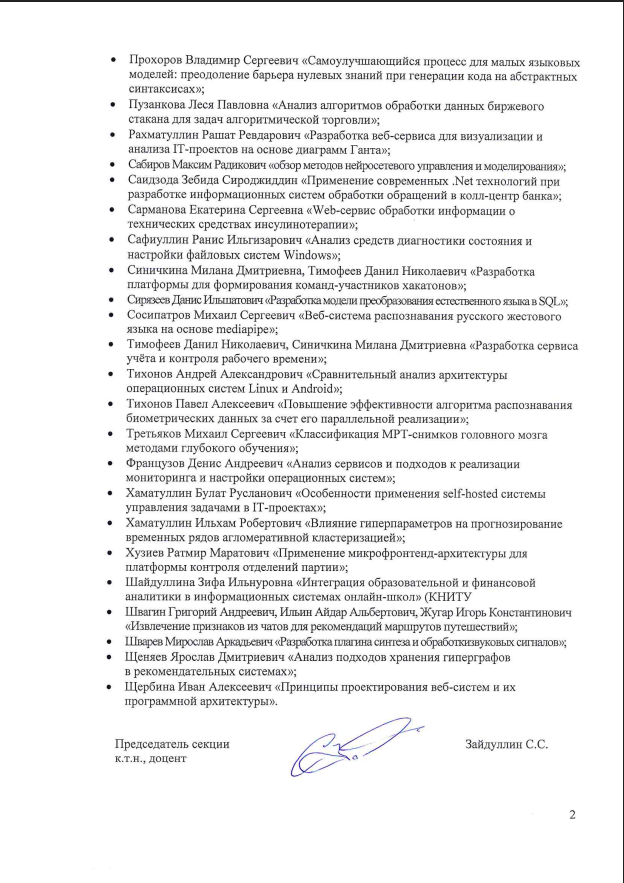 • Прохоров Владимир Сергеевич «Самоулучшающийся процесс для малых языковых
моделей: преодоление барьера нулевых знаний при генерации кода на абстрактных
синтаксисах»;
• Пузанкова Леся Павловна «Анализ алгоритмов обработки данных биржевого
стакана для задач алгоритмической торговли»;
• Рахматуллин Рашат Ревдарович «Разработка веб-сервиса для визуализации и
анализа IT-проектов на основе диаграмм Ганта»;
• Сабиров Максим Радикович «обзор методов нейросетевого управления и моделирования»;
• Саидзода Зебида Сироджиддин «Применение современных .Net технологий при
разработке информационных систем обработки обращений в колл-центр банка»;
• Сарманова Екатерина Сергеевна «Web-сервис обработки информации о
технических средствах инсулинотерапии»;
• Сафиуллин Ранис Ильгизарович «Анализ средств диагностики состояния и
настройки файловых систем Windows»;
• Синичкина Милана Дмитриевна, Тимофеев Данил Николаевич «Разработка
платформы для формирования команд-участников хакатонов»;
• Сирязеев Данис Ильшатович «Разработка модели преобразования естественного языка в SQL»;
• Сосипатров Михаил Сергеевич «Веб-система распознавания русского жестового
языка на основе mediapipe»;
• Тимофеев Данил Николаевич, Синичкина Милана Дмитриевна «Разработка сервиса
учёта и контроля рабочего времени»;
• Тихонов Андрей Александрович «Сравнительный анализ архитектуры
операционных систем Linux и Android»;
• Тихонов Павел Алексеевич «Повышение эффективности алгоритма распознавания
биометрических данных за счет его параллельной реализации»;
• Третьяков Михаил Сергеевич «Классификация МРТ-снимков головного мозга
методами глубокого обучения»;
• Французов Денис Андреевич «Анализ сервисов и подходов к реализации
мониторинга и настройки операционных систем»;
• Хаматуллин Булат Русланович «Особенности применения self-hosted системы
управления задачами в IT-проектах»;
• Хаматуллин Ильхам Робертович «Влияние гиперпараметров на прогнозирование
временных рядов агломеративной кластеризацией»;
• Хузиев Ратмир Маратович «Применение микрофронтенд-архитектуры для
платформы контроля отделений партии»;
• Шайдуллина Зифа Ильнуровна «Интеграция образовательной и финансовой
аналитики в информационных системах онлайн-школ» (КНИТУ
• Швагин Григорий Андреевич, Ильин Айдар Альбертович, Жугар Игорь Константинович
«Извлечение признаков из чатов для рекомендаций маршрутов путешествий»;
• Шварев Мирослав Аркадьевич «Разработка плагина синтеза и обработкизвуковых сигналов»;
• Щеняев Ярослав Дмитриевич «Анализ подходов хранения гиперграфов
в рекомендательных системах»;
• Щербина Иван Алексеевич «Принципы проектирования веб-систем и их
программной архитектуры».
Председатель секции Зайдуллин С.С.
к.т.н., доцент
2